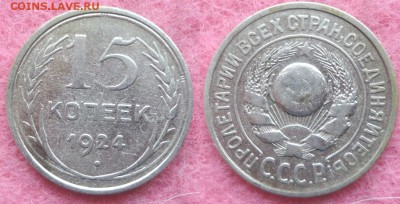 COINS.LAVE.RU
15
КОПЕЕК
1924
ПРОЛЕТАРИИ ВСЕХ СТРАН, СОЕДИНЯЙТЕСЬ!
С.С.С.Р.